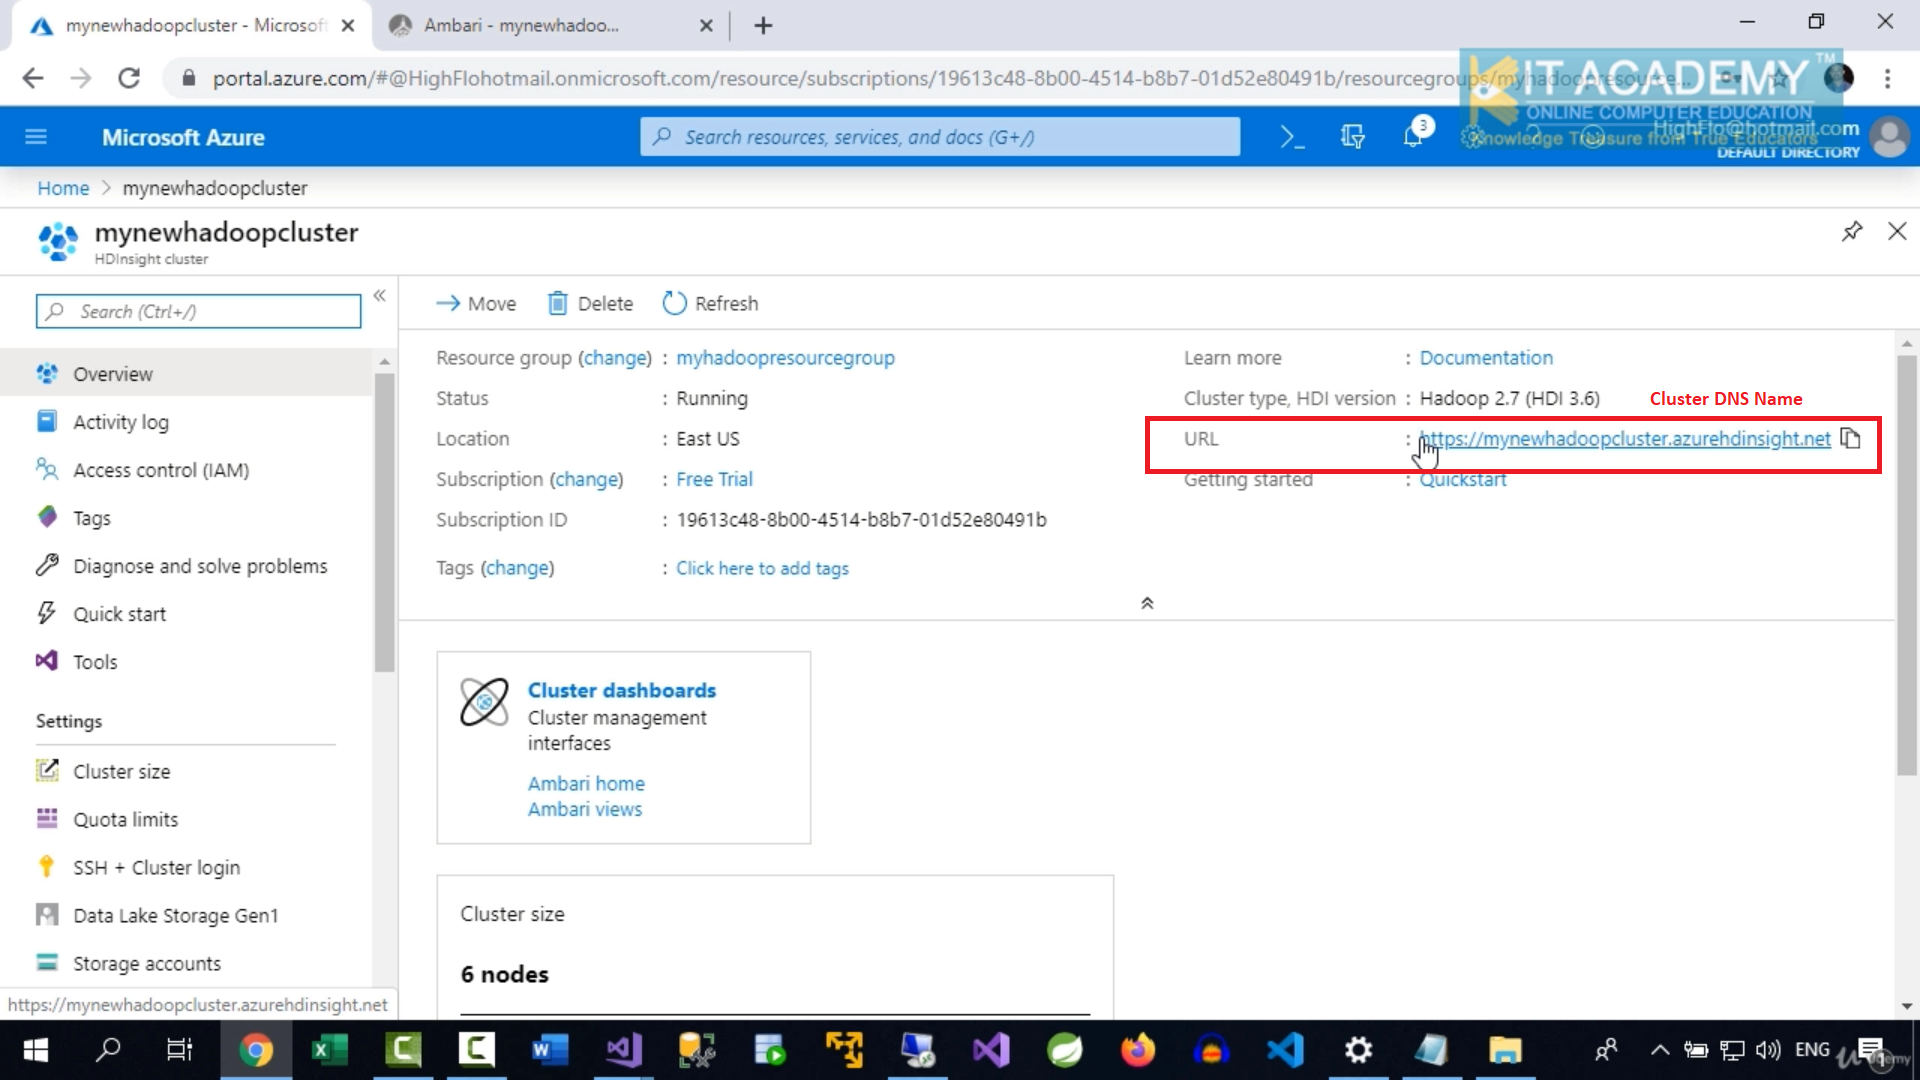 mynewhadoopcluster - Microsoft
Ambari - mynewhadoo...
portal.azure.com/#@HighFlohotmail.onmicrosoft.com/resource/subscriptions/19613c48-8b00-4514-b8b7-01d52e80491b/resourcegroups/myhadoopresource...
IT ACADEMY TM
ONLINE COMPUTER EDUCATION
Knowledge Treasure from True Educators
Microsoft Azure
Search resources, services, and docs (G+/)
3
HighFlo@hotmail.com
DEFAULT DIRECTORY
Home > mynewhadoopcluster
mynewhadoopcluster
HDInsight cluster
Search (Ctrl+/)
«
Overview
Activity log
Access control (IAM)
Tags
Diagnose and solve problems
Quick start
Tools
Settings
Cluster size
Quota limits
SSH + Cluster login
Data Lake Storage Gen1
Storage accounts
https://mynewhadoopcluster.azurehdinsight.net
Move
Delete
Refresh
Resource group (change) : myhadoopresourcegroup
Status : Running
Location : East US
Subscription (change) : Free Trial
Subscription ID : 19613c48-8b00-4514-b8b7-01d52e80491b
Tags (change) : Click here to add tags
Learn more : Documentation
Cluster type, HDI version : Hadoop 2.7 (HDI 3.6)
Cluster DNS Name
URL : https://mynewhadoopcluster.azurehdinsight.net
Getting started : Quickstart
Cluster dashboards
Cluster management
interfaces
Ambari home
Ambari views
Cluster size
6 nodes
ENG
1